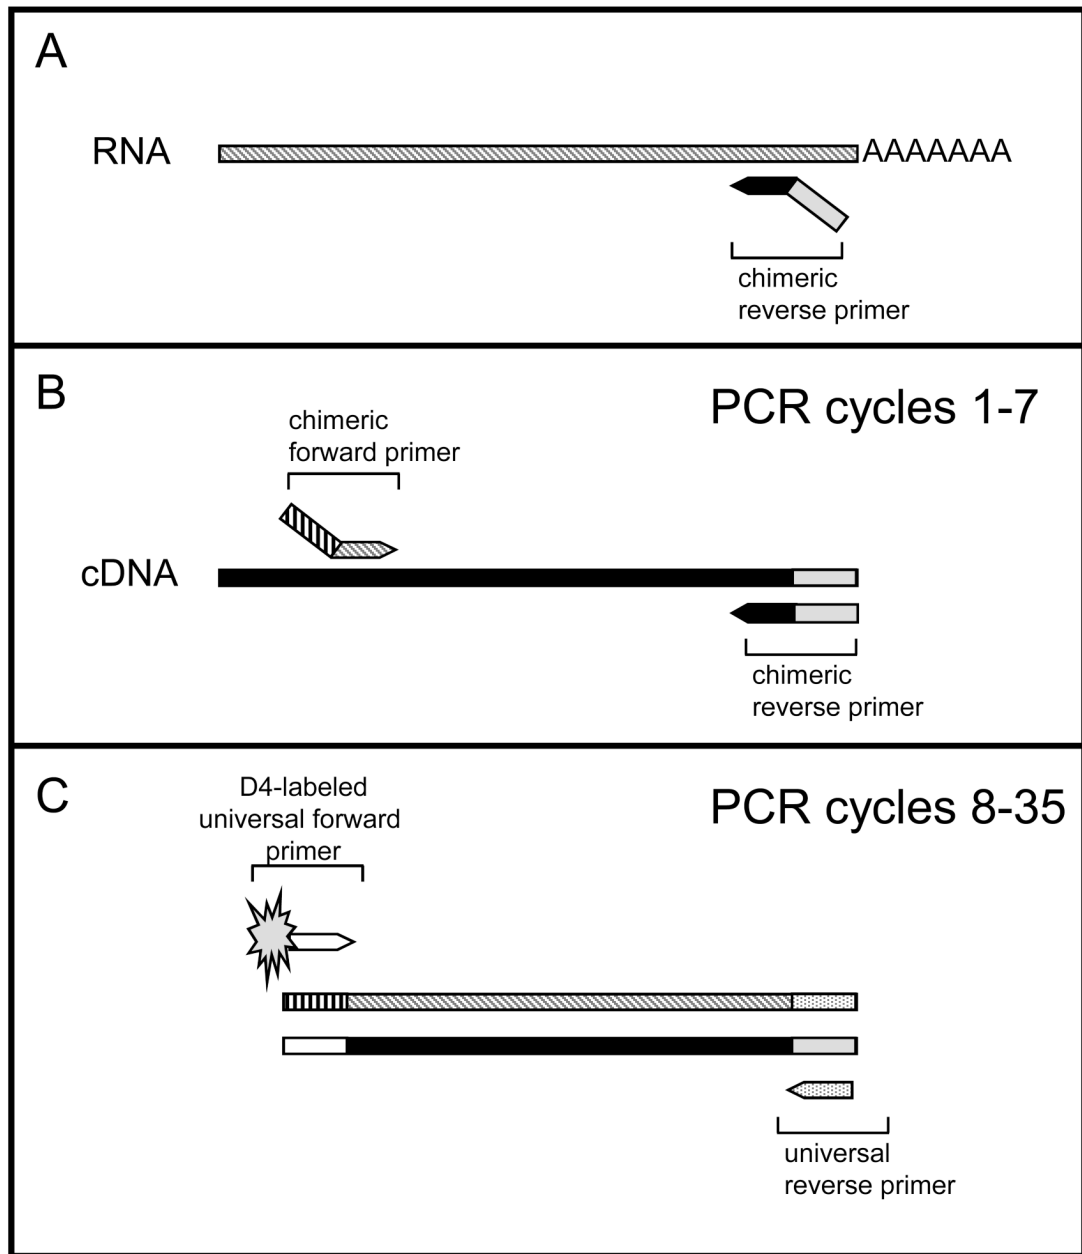 A
RNA
AAAAAAA
chimeric
reverse primer
B
PCR cycles 1-7
chimeric
forward primer
cDNA
chimeric
reverse primer
C
D4-labeled
universal forward
primer
PCR cycles 8-35
universal
reverse primer